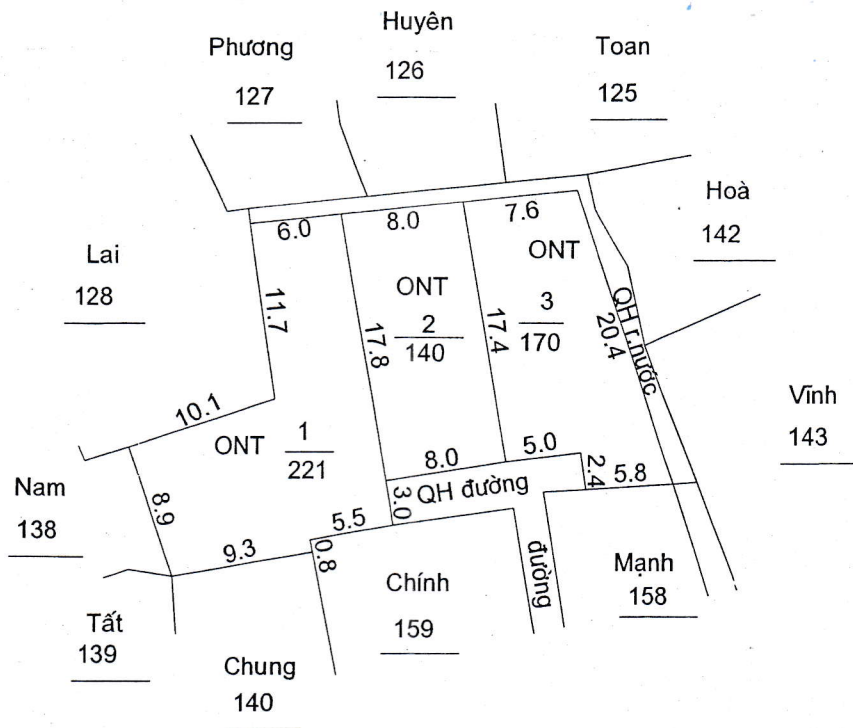 Huyên
126
Phương
127
Toan
125
Hoà
142
Lai
128
6.0
8.0
7.6
ONT
ONT
11.7
17.8
2
140
17.4
3
170
20.4
QH r.nước
Vĩnh
143
10.1
ONT
1
221
8.0
5.0
2.4
5.8
QH đường
3.0
Nam
138
8.9
9.3
5.5
0.8
đường
Chính
159
Mạnh
158
Tất
139
Chung
140